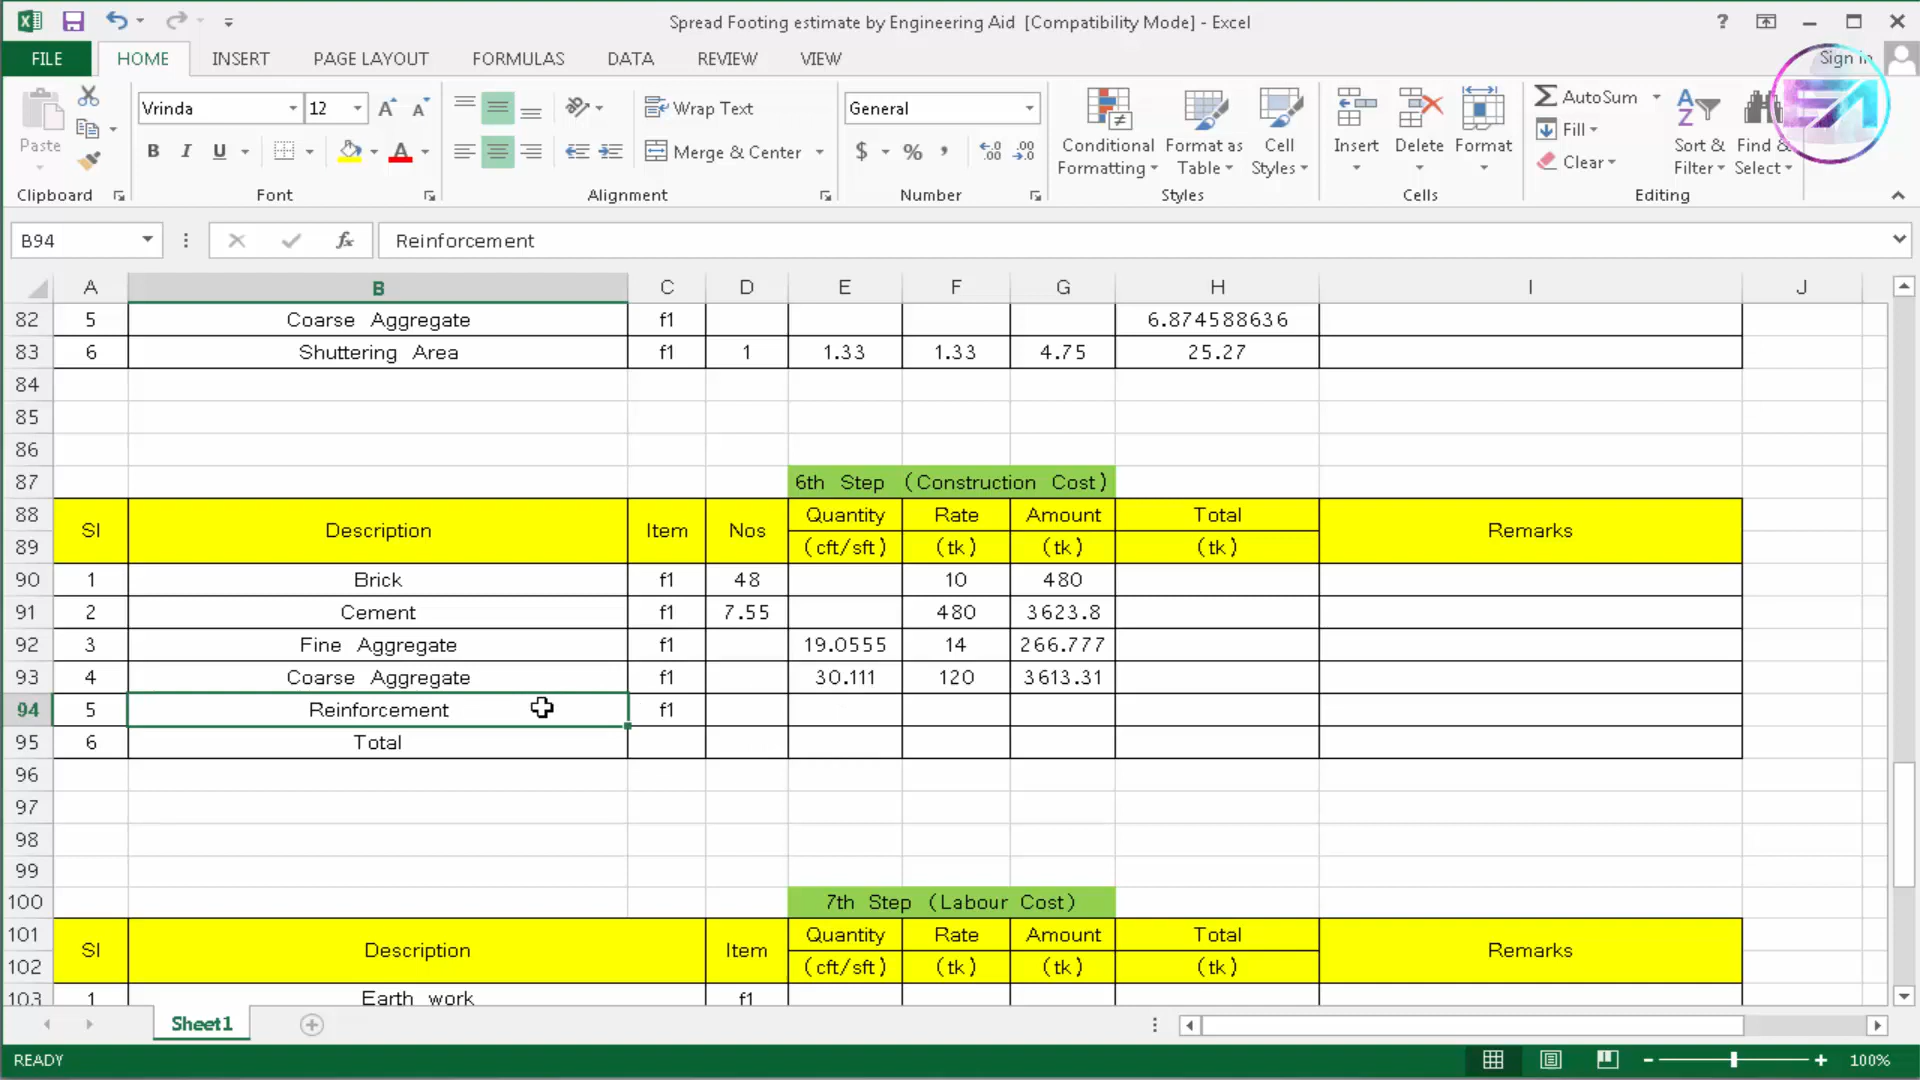 Spread Footing estimate by Engineering Aid [Compatibility Mode] - Excel
FILE HOME INSERT PAGE LAYOUT FORMULAS DATA REVIEW VIEW Sign in
Vrinda 12 Wrap Text General AutoSum
Paste B I U Merge & Center $ % Conditional Formatting Format as Table Cell Styles Insert Delete Format Fill Clear Sort & Filter Find & Select
Clipboard Font Alignment Number Styles Cells Editing
B94 fx Reinforcement
A B C D E F G H I J
82 5 Coarse Aggregate f1 6.874588636
83 6 Shuttering Area f1 1 1.33 1.33 4.75 25.27
84
85
86
87 6th Step (Construction Cost)
88 Sl Description Item Nos Quantity Rate Amount Total Remarks
89 (cft/sft) (tk) (tk) (tk)
90 1 Brick f1 48 10 480
91 2 Cement f1 7.55 480 3623.8
92 3 Fine Aggregate f1 19.0555 14 266.777
93 4 Coarse Aggregate f1 30.111 120 3613.31
94 5 Reinforcement f1
95 6 Total
96
97
98
99
100 7th Step (Labour Cost)
101 Sl Description Item Quantity Rate Amount Total Remarks
102 (cft/sft) (tk) (tk) (tk)
103 1 Earth work f1
Sheet1
READY 100%